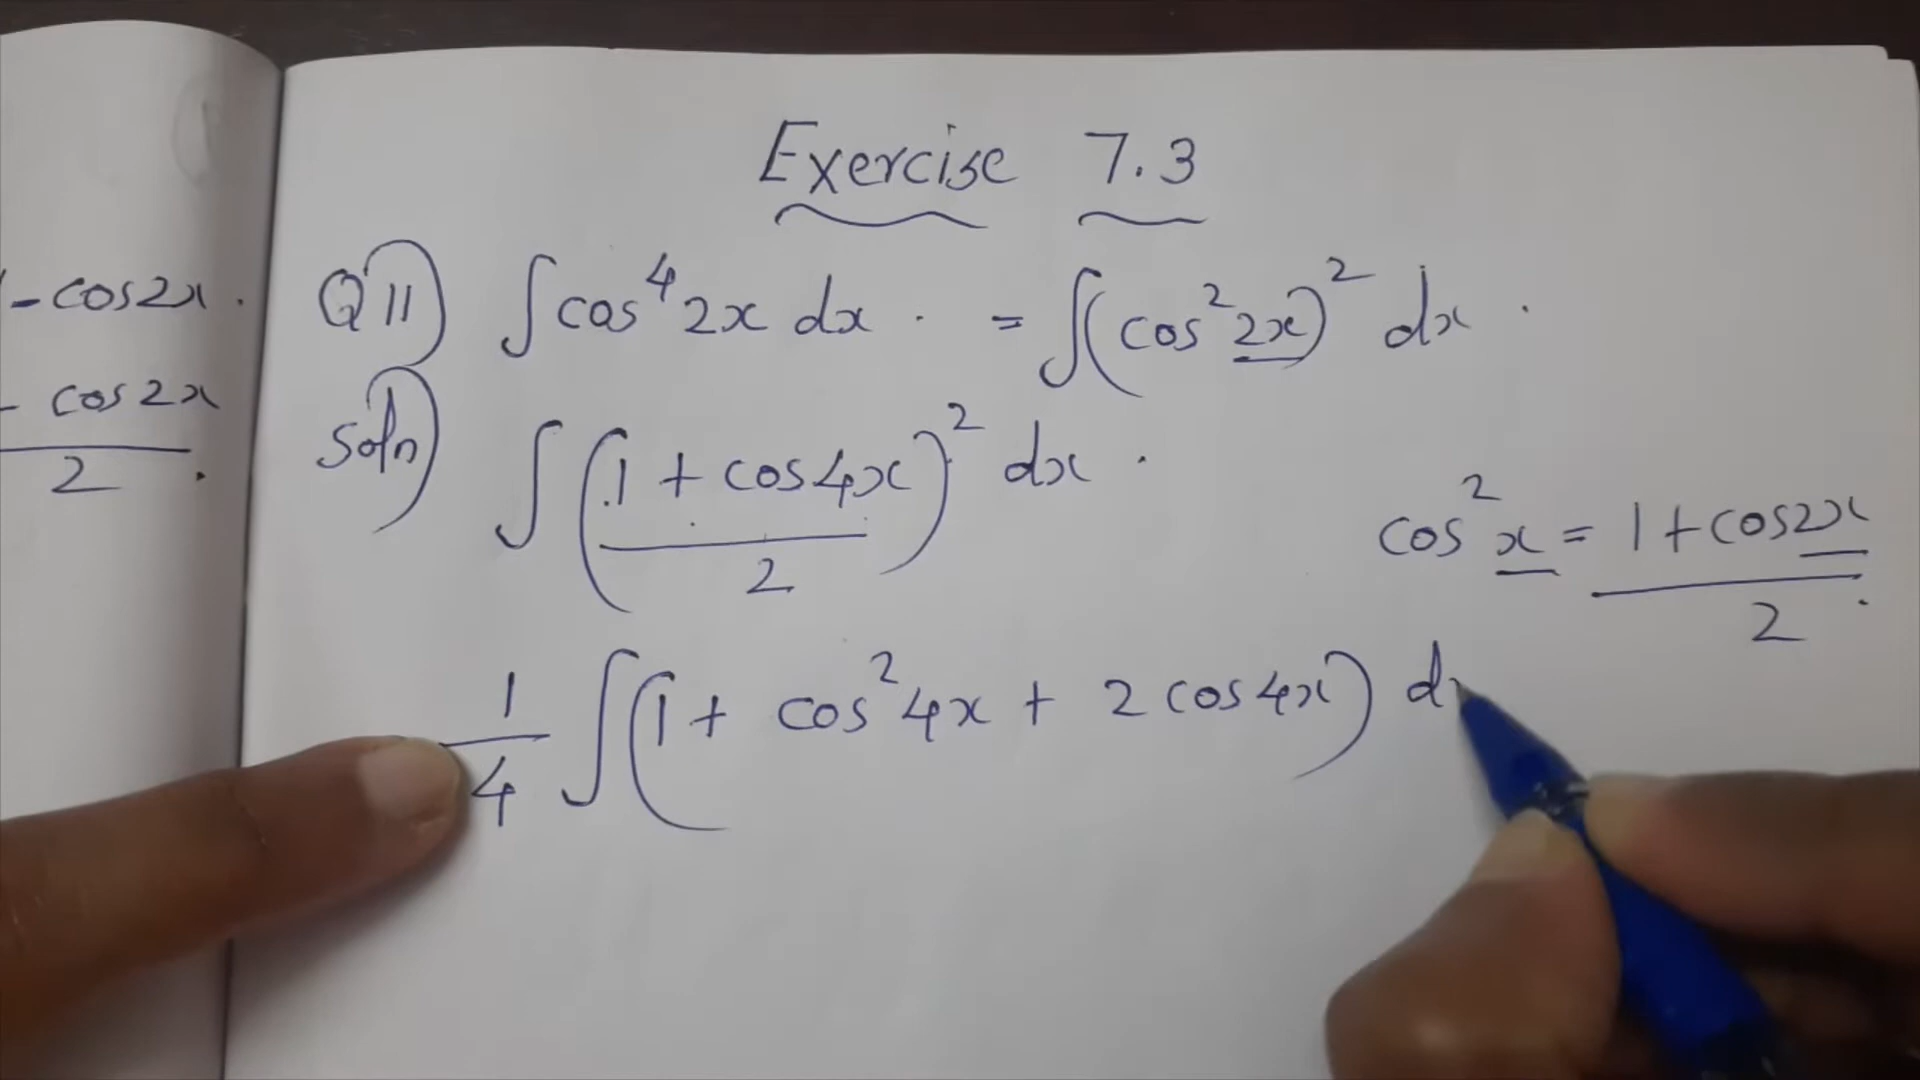 - cos2x.
- cos2x
2.
Exercise 7.3
Q11) ∫cos⁴2x dx. = ∫(cos²2x)² dx.
Soln) ∫(1 + cos4x / 2)² dx.
cos²x = 1 + cos2x / 2.
1/4 ∫(1 + cos²4x + 2cos4x) dx